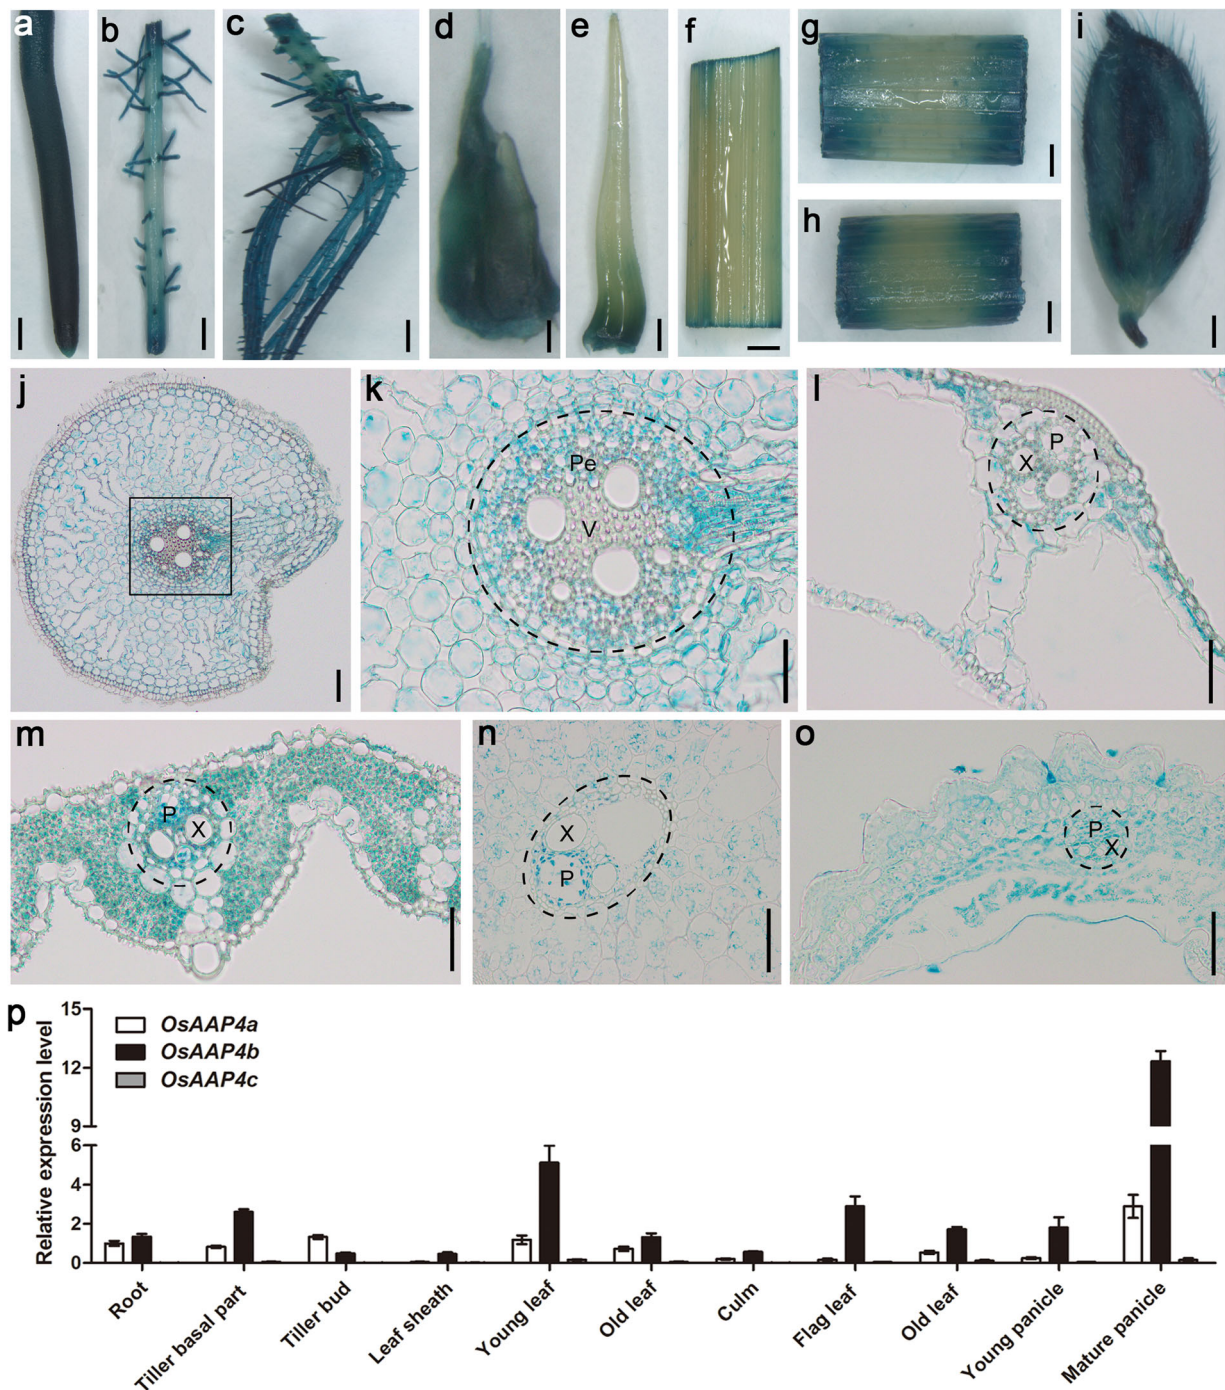 a
b
c
d
e
f
g
h
i
j
k
Pe
V
l
P
X
m
P
X
n
X
P
o
P
X
p
Relative expression level
15
12
9
6
4
2
0
OsAAP4a
OsAAP4b
OsAAP4c
Root
Tiller basal part
Tiller bud
Leaf sheath
Young leaf
Old leaf
Culm
Flag leaf
Old leaf
Young panicle
Mature panicle